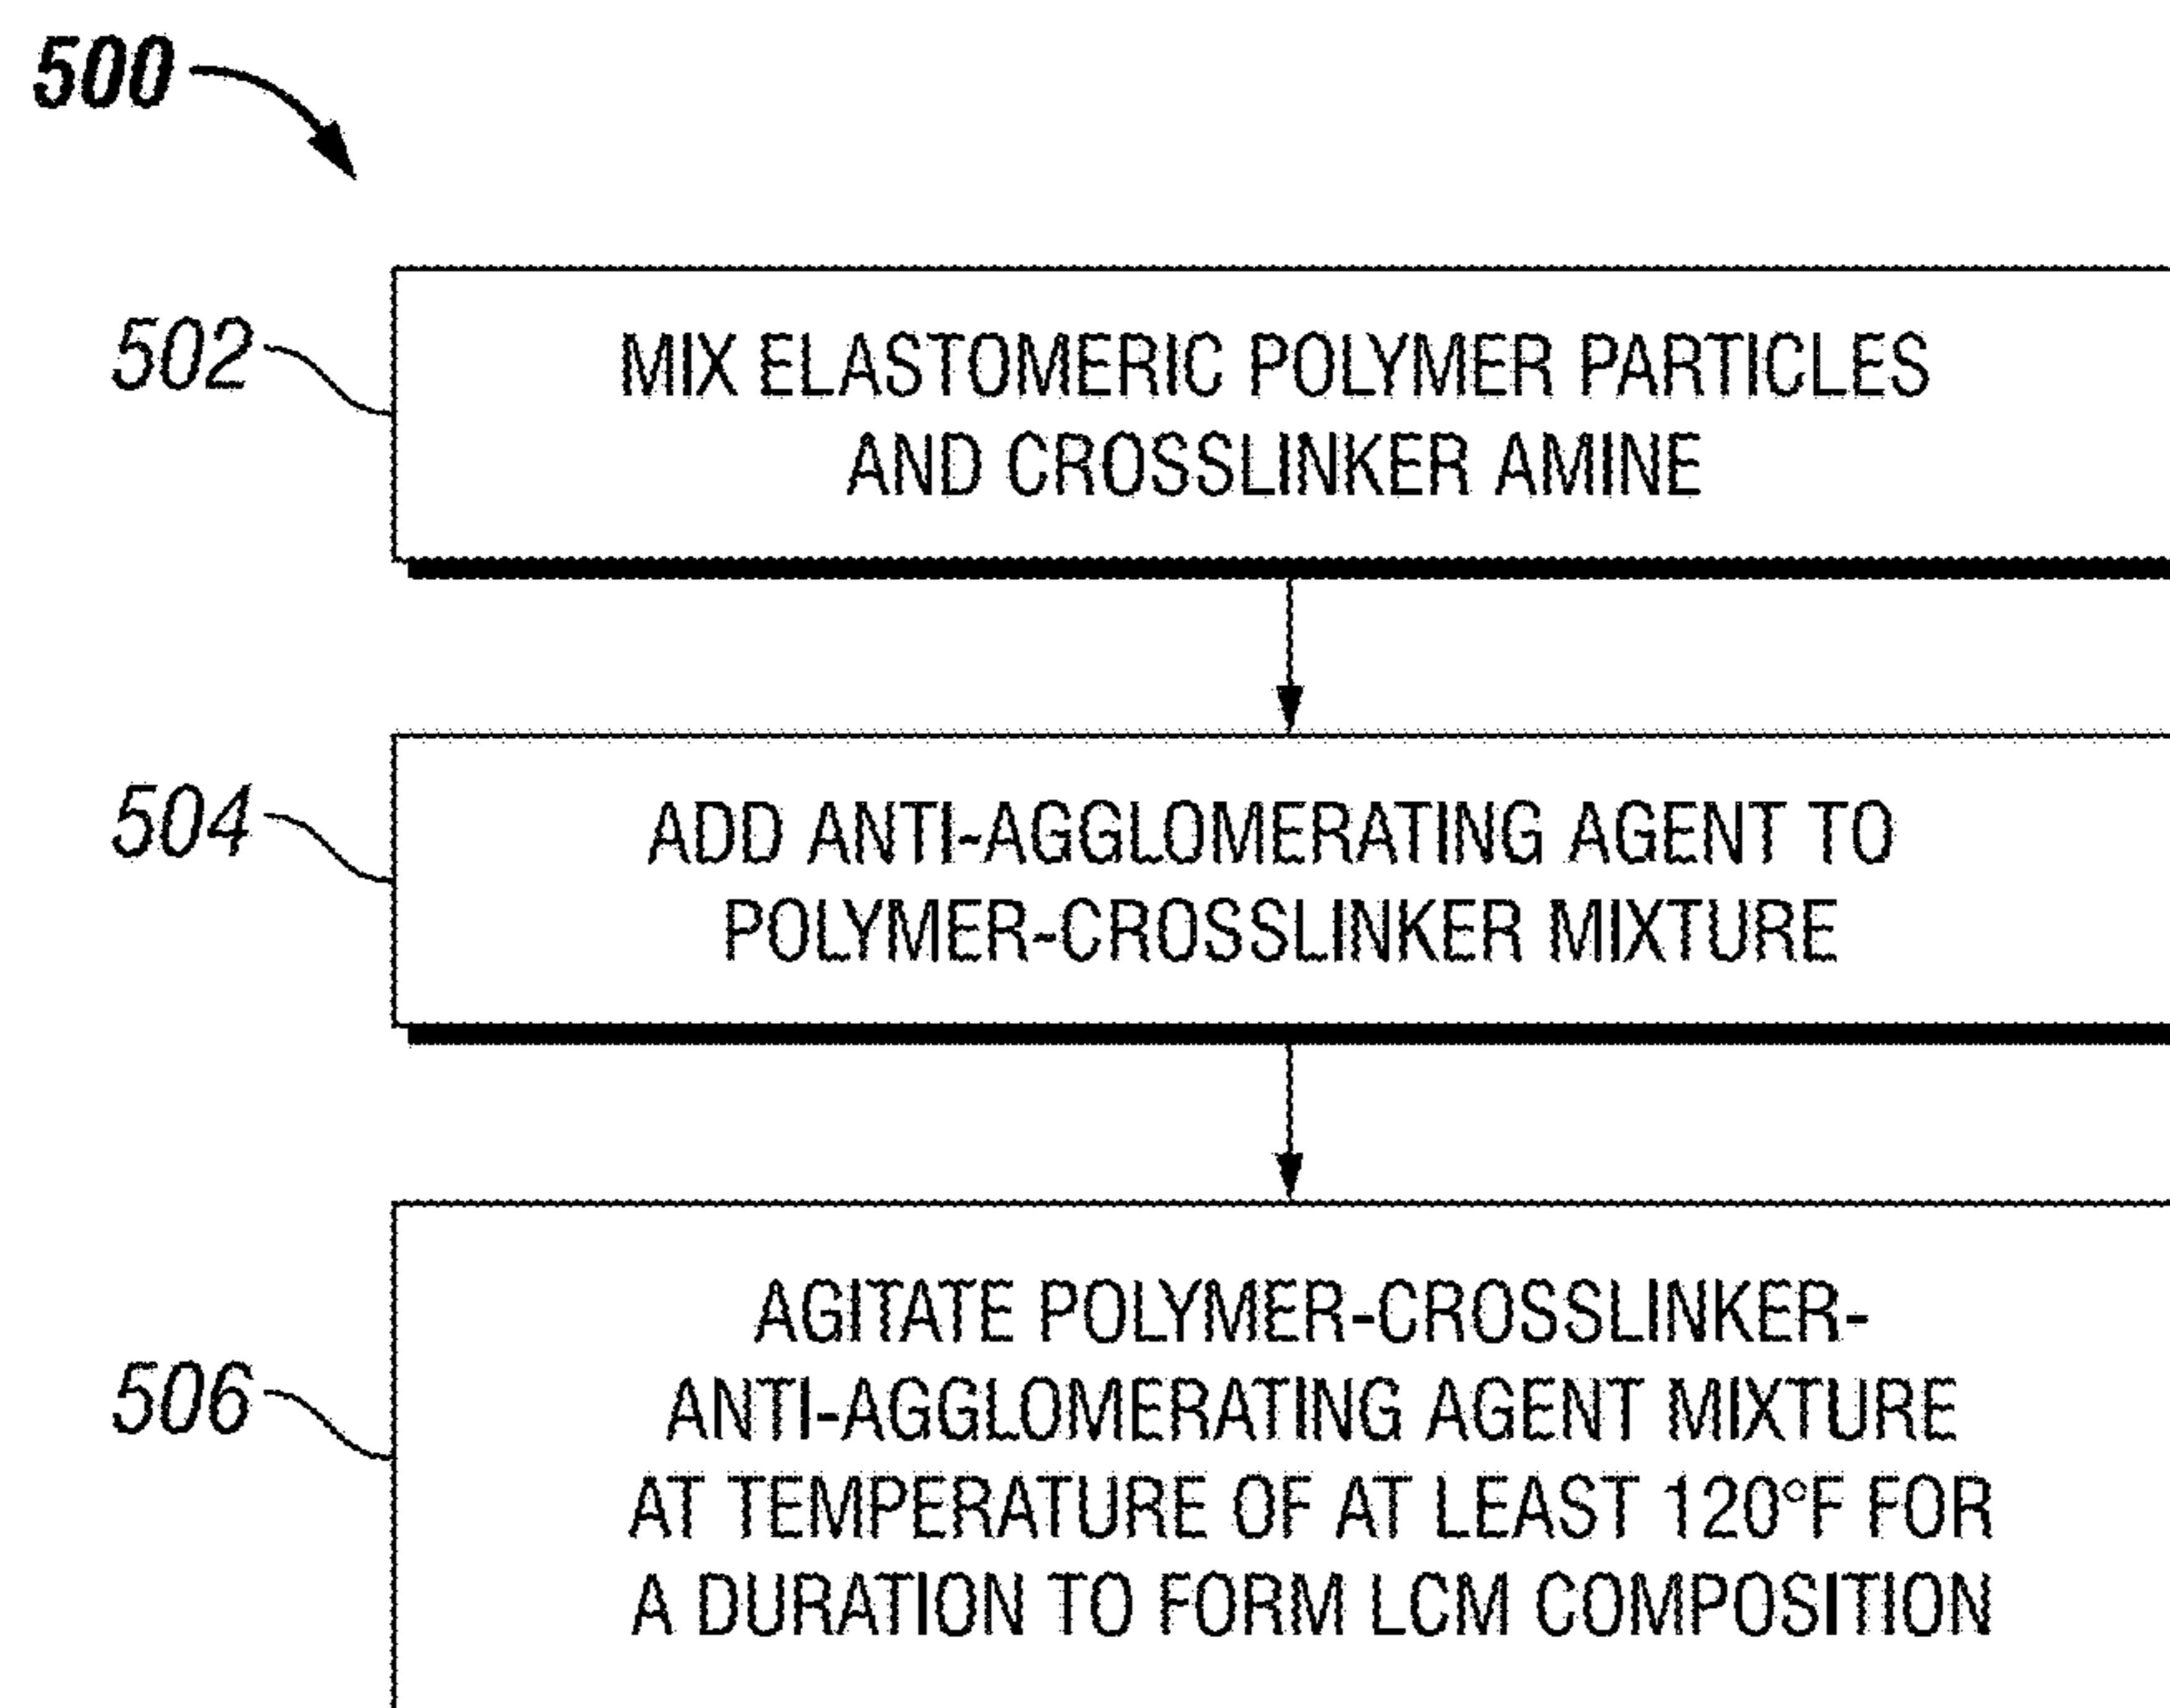 500
502
MIX ELASTOMERIC POLYMER PARTICLES
AND CROSSLINKER AMINE
504
ADD ANTI-AGGLOMERATING AGENT TO
POLYMER-CROSSLINKER MIXTURE
506
AGITATE POLYMER-CROSSLINKER-
ANTI-AGGLOMERATING AGENT MIXTURE
AT TEMPERATURE OF AT LEAST 120°F FOR
A DURATION TO FORM LCM COMPOSITION